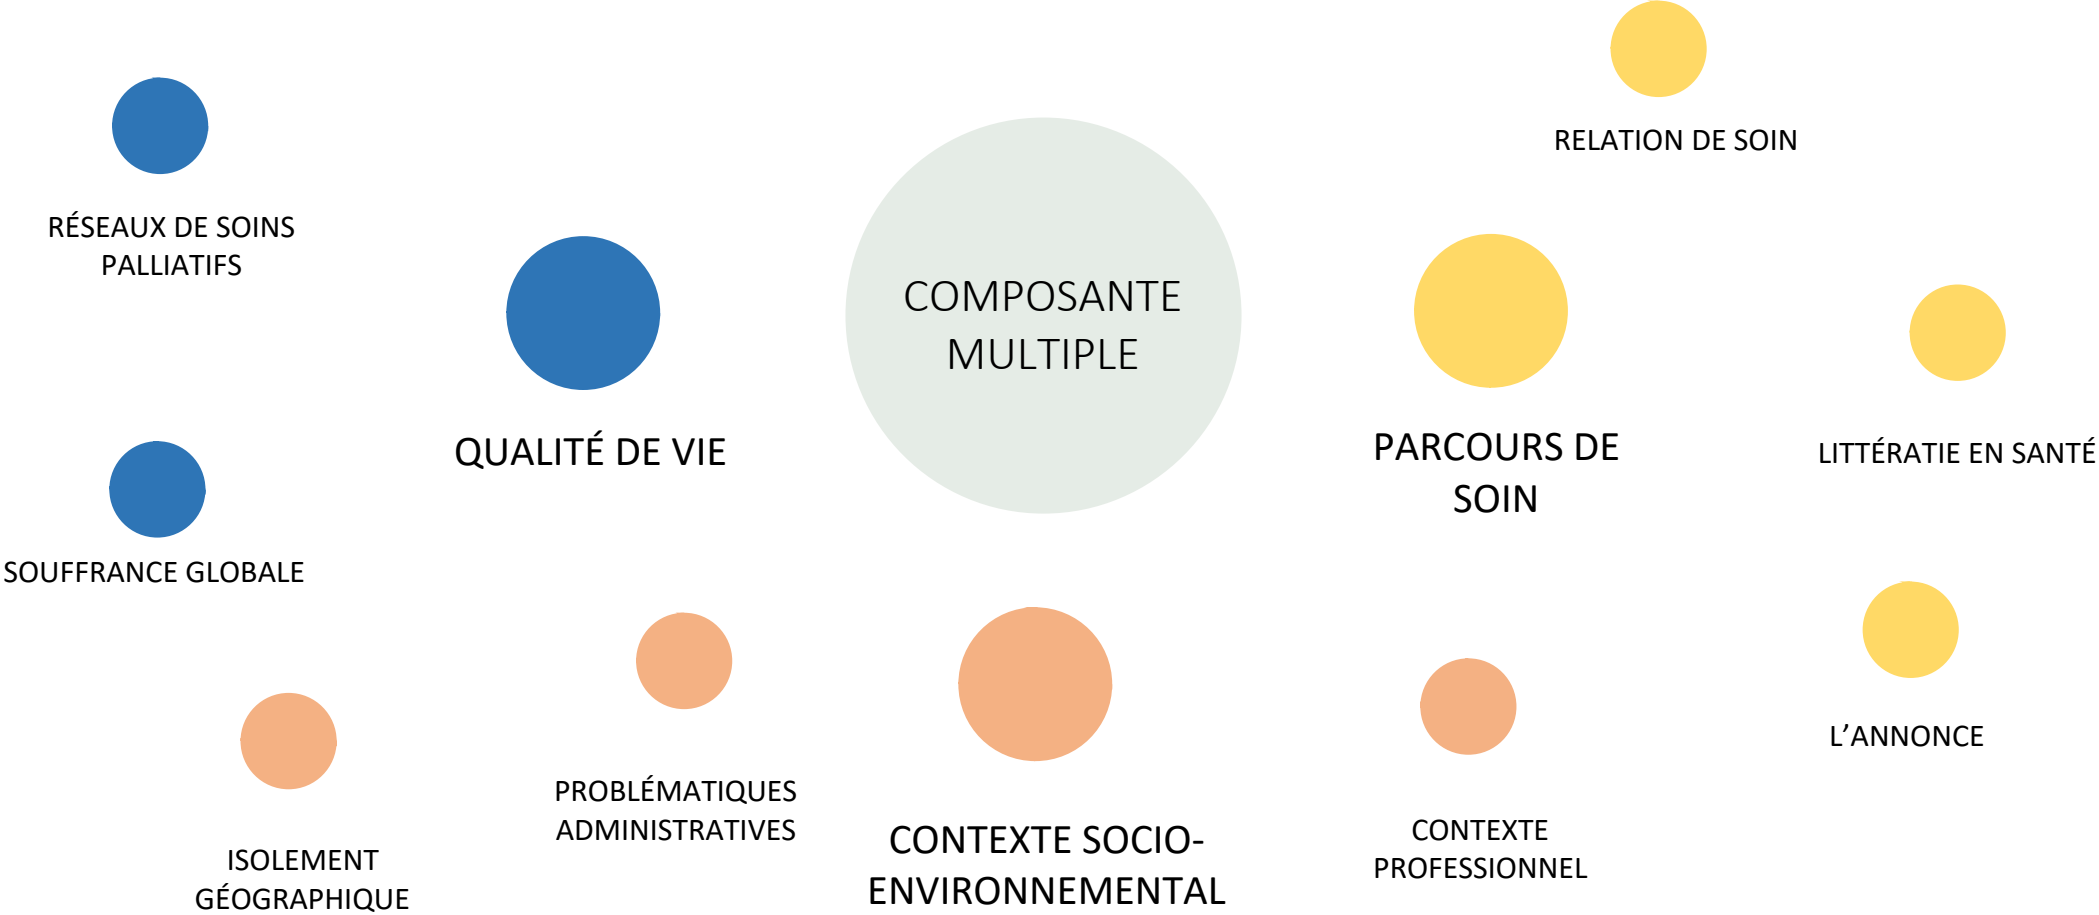 RELATION DE SOIN
RÉSEAUX DE SOINS
PALLIATIFS
COMPOSANTE
MULTIPLE
QUALITÉ DE VIE
PARCOURS DE
SOIN
LITTÉRATIE EN SANTÉ
SOUFFRANCE GLOBALE
L’ANNONCE
PROBLÉMATIQUES
ADMINISTRATIVES
ISOLEMENT
GÉOGRAPHIQUE
CONTEXTE SOCIO-
ENVIRONNEMENTAL
CONTEXTE
PROFESSIONNEL